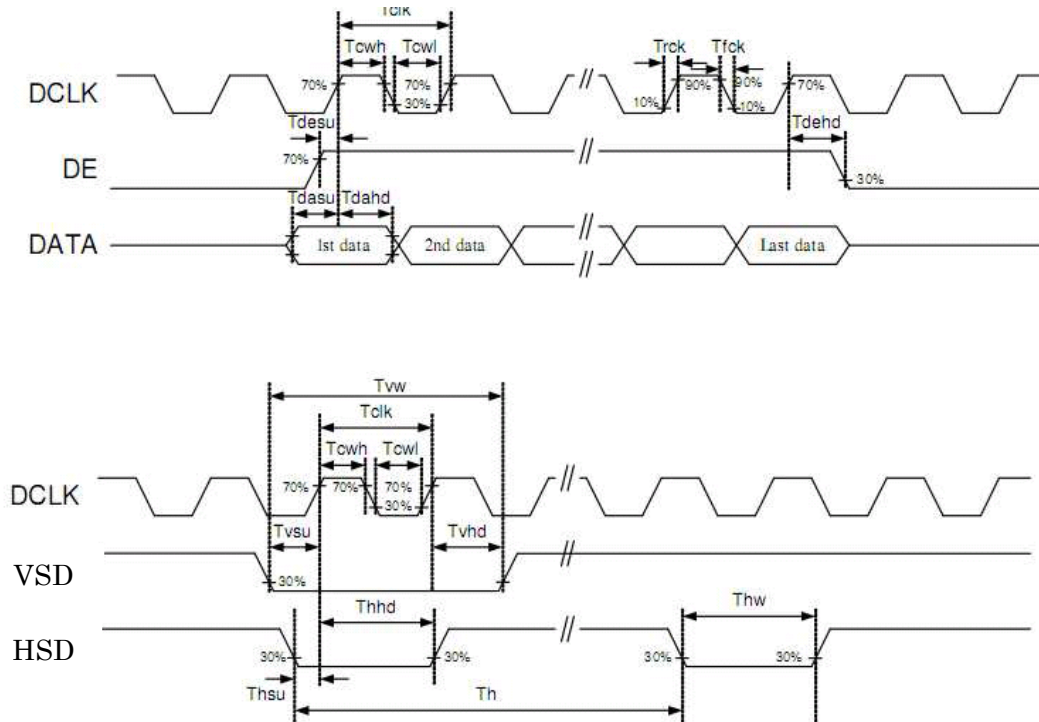 Tclk
Tcwh Tcwl Trck Tfck
DCLK 70% 70% 30% 10% 90% 90% 10% 70%
Tdesu Tdehd
DE 70% 30%
Tdasu Tdahd
DATA 1st data 2nd data Last data
Tvw
Tclk
Tcwh Tcwl
DCLK 70% 70% 70% 30%
Tvsu Tvhd
VSD 30%
Thhd Thw
HSD 30% 30% 30% 30%
Thsu Th